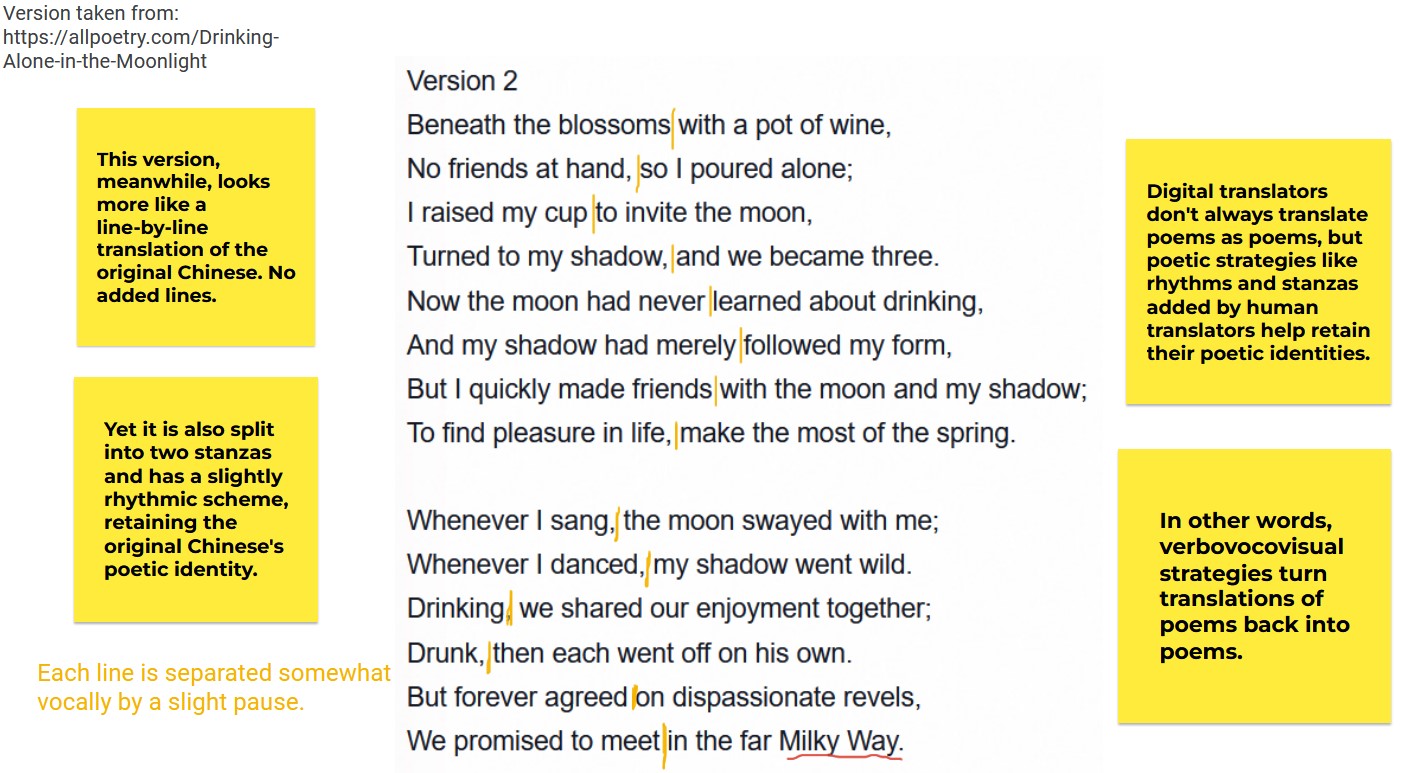 Version taken from:
https://allpoetry.com/Drinking-
Alone-in-the-Moonlight
This version,
meanwhile, looks
more like a
line-by-line
translation of the
original Chinese. No
added lines.
Yet it is also split
into two stanzas
and has a slightly
rhythmic scheme,
retaining the
original Chinese's
poetic identity.
Each line is separated somewhat
vocally by a slight pause.
Version 2
Beneath the blossoms with a pot of wine,
No friends at hand, so I poured alone;
I raised my cup to invite the moon,
Turned to my shadow, and we became three.
Now the moon had never learned about drinking,
And my shadow had merely followed my form,
But I quickly made friends with the moon and my shadow;
To find pleasure in life, make the most of the spring.
Whenever I sang, the moon swayed with me;
Whenever I danced, my shadow went wild.
Drinking, we shared our enjoyment together;
Drunk, then each went off on his own.
But forever agreed on dispassionate revels,
We promised to meet in the far Milky Way.
Digital translators
don't always translate
poems as poems, but
poetic strategies like
rhythms and stanzas
added by human
translators help retain
their poetic identities.
In other words,
verbovocovisual
strategies turn
translations of
poems back into
poems.